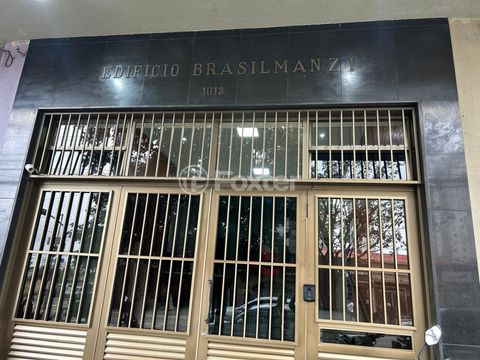 EDIFICIO BRASILMANZI
1013
Foxter